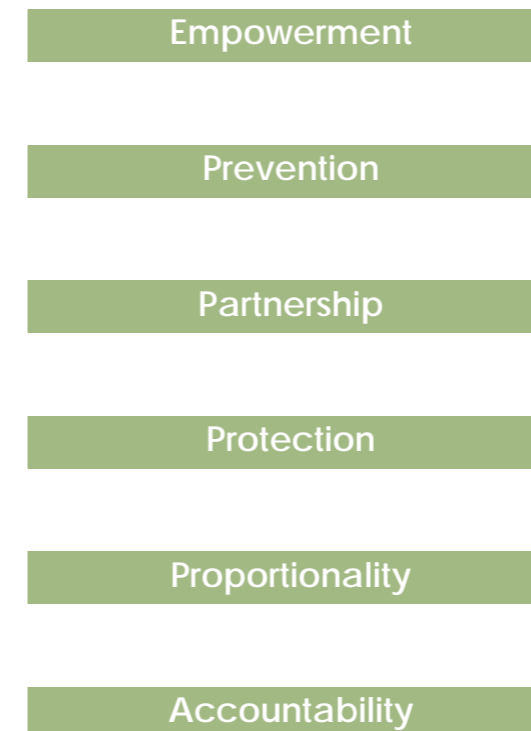 Empowerment
Prevention
Partnership
Protection
Proportionality
Accountability